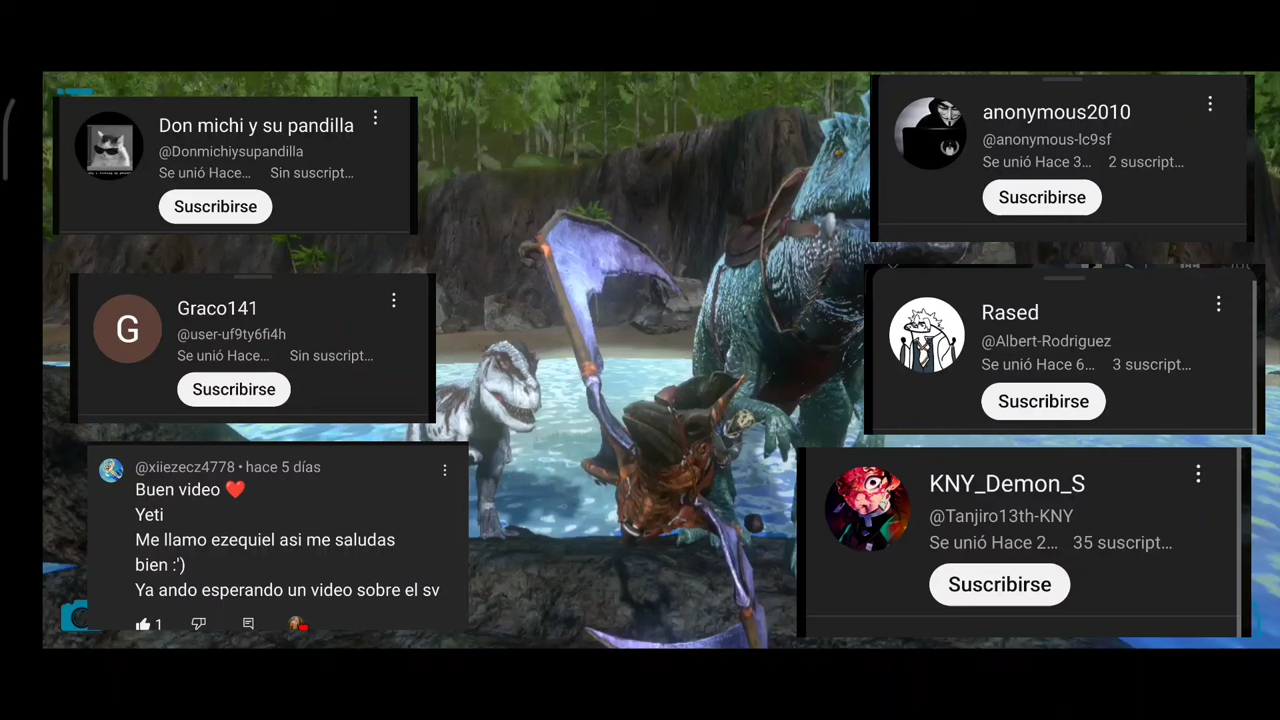 Don michi y su pandilla
@Donmichiysupandilla
Se unió Hace... Sin suscript...
Suscribirse
Graco141
@user-uf9ty6fi4h
Se unió Hace... Sin suscript...
Suscribirse
G
@xiiezecz4778 • hace 5 días
Buen video ❤️
Yeti
Me llamo ezequiel asi me saludas
bien :')
Ya ando esperando un video sobre el sv
1
anonymous2010
@anonymous-lc9sf
Se unió Hace 3... 2 suscript...
Suscribirse
Rased
@Albert-Rodriguez
Se unió Hace 6... 3 suscript...
Suscribirse
KNY_Demon_S
@Tanjiro13th-KNY
Se unió Hace 2... 35 suscript...
Suscribirse